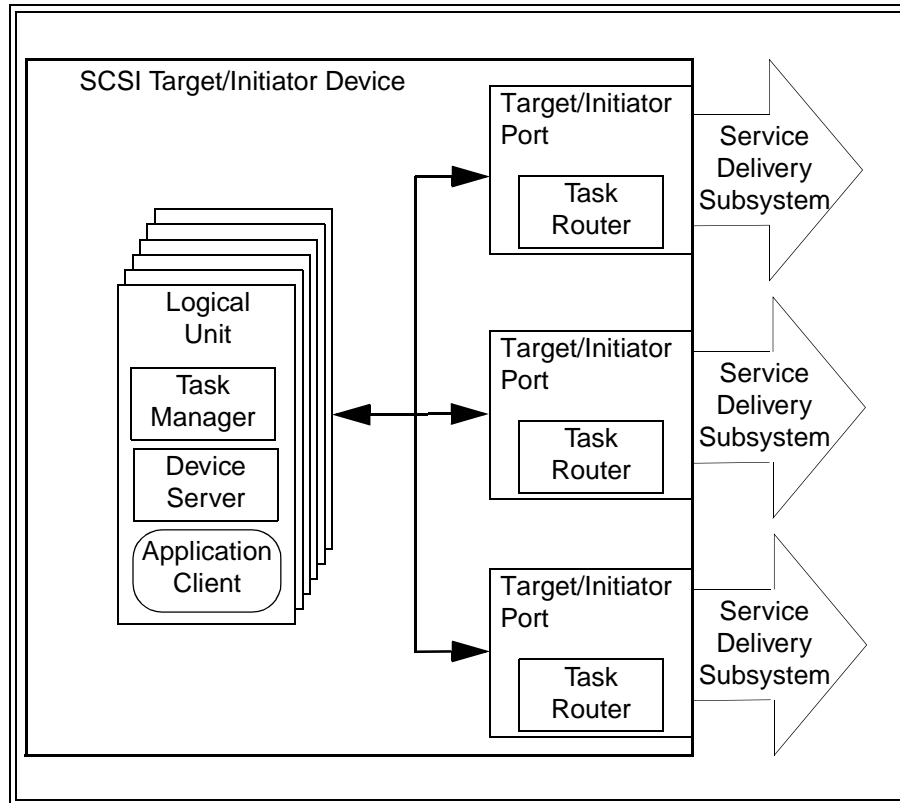 SCSI Target/Initiator Device
Logical
Unit
Task
Manager
Device
Server
Application
Client
Target/Initiator
Port
Task
Router
Service
Delivery
Subsystem
Target/Initiator
Port
Task
Router
Service
Delivery
Subsystem
Target/Initiator
Port
Task
Router
Service
Delivery
Subsystem